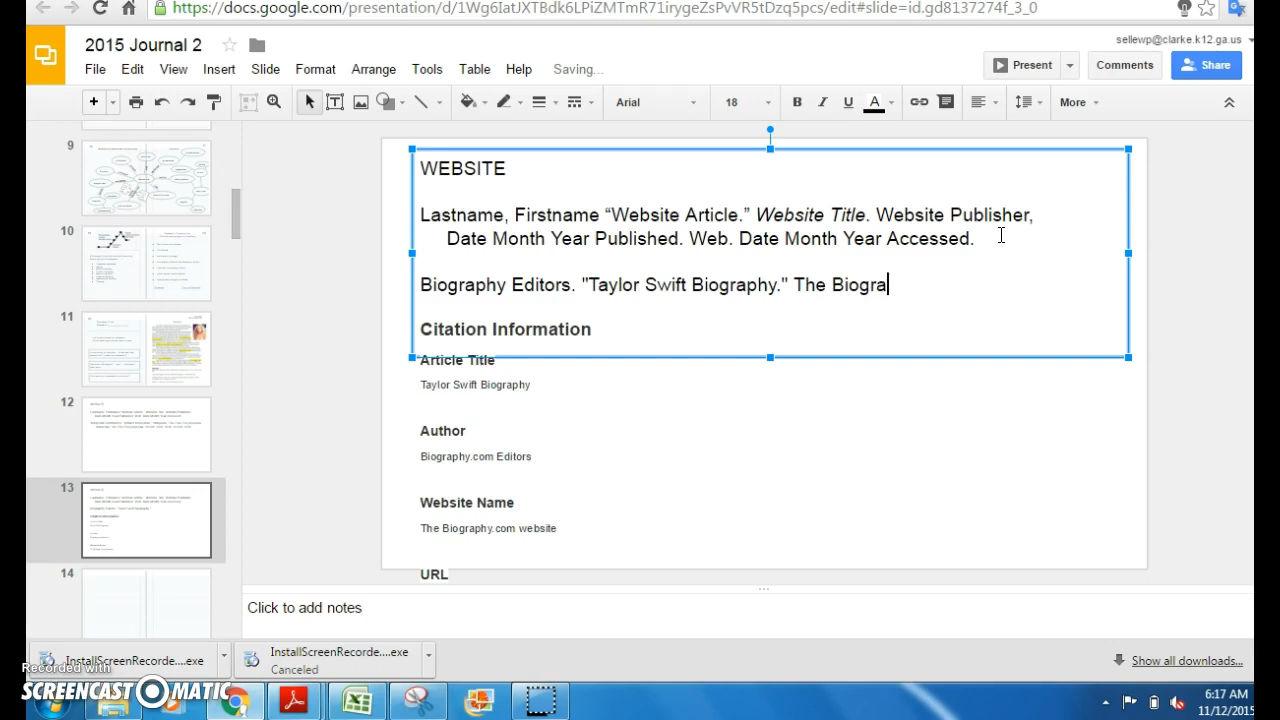 https://docs.google.com/presentation/d/1Wg6IatJXTBdk6LPiZMTmR71irygeZsPvVR5tDzq5pcs/edit#slide=id.gd8137274f_3_0
2015 Journal 2
sellewp@clarke.k12.ga.us
File Edit View Insert Slide Format Arrange Tools Table Help Saving...
Present Comments Share
Arial 18 B I U A More
9
10
11
12
13
14
WEBSITE
Lastname, Firstname “Website Article.” Website Title. Website Publisher,
Date Month Year Published. Web. Date Month Year Accessed.
Biography Editors. "Taylor Swift Biography." The Biogra
Citation Information
Article Title
Taylor Swift Biography
Author
Biography.com Editors
Website Name
The Biography.com website
URL
Click to add notes
InstallScreenRecorde....exe
InstallScreenRecorde....exe
Canceled
Show all downloads...
Recorded with
SCREENCAST MATIC
6:17 AM
11/12/2015